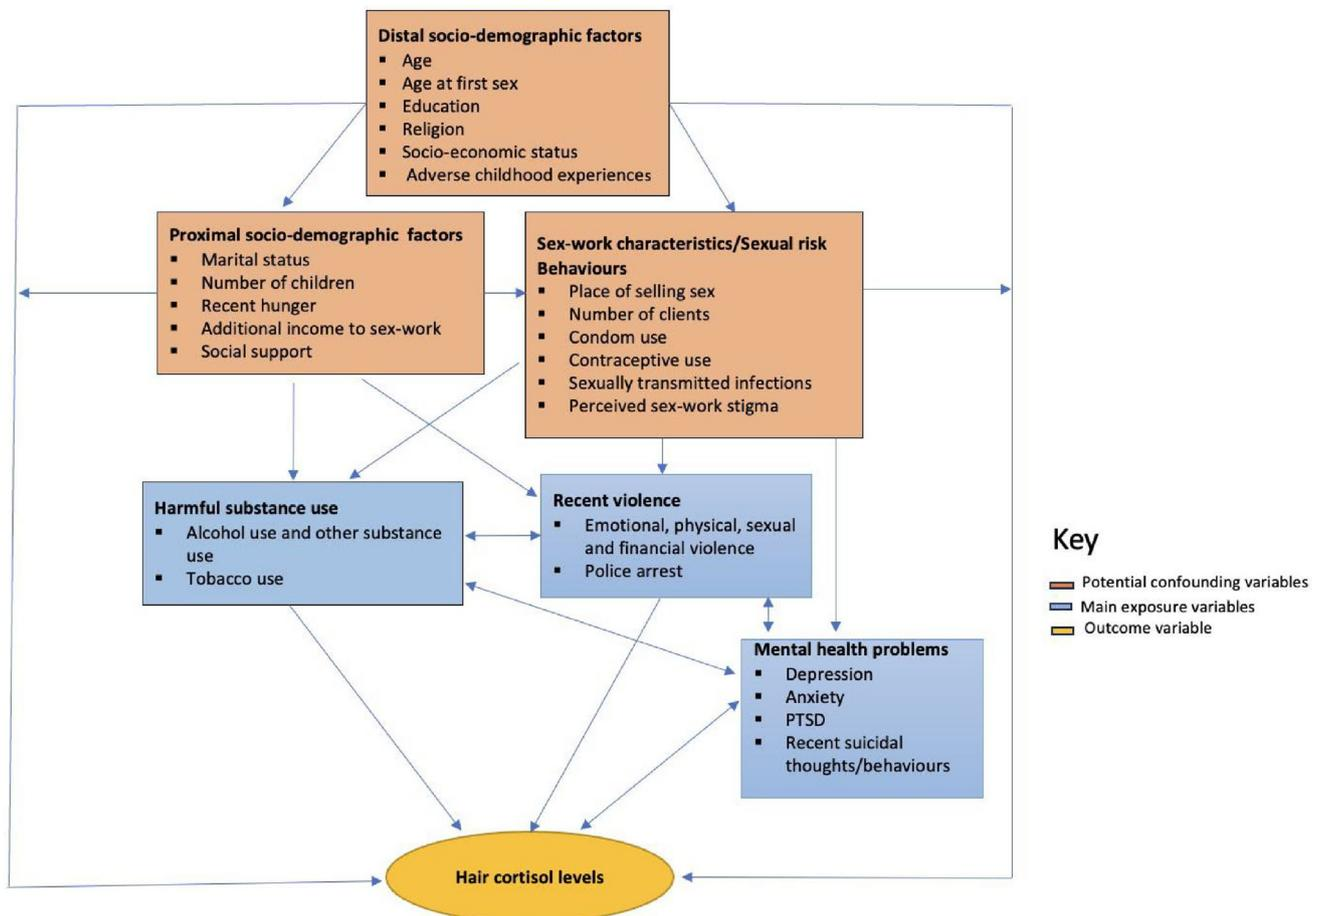 Distal socio-demographic factors
▪ Age
▪ Age at first sex
▪ Education
▪ Religion
▪ Socio-economic status
▪ Adverse childhood experiences
Proximal socio-demographic factors
▪ Marital status
▪ Number of children
▪ Recent hunger
▪ Additional income to sex-work
▪ Social support
Sex-work characteristics/Sexual risk
Behaviours
▪ Place of selling sex
▪ Number of clients
▪ Condom use
▪ Contraceptive use
▪ Sexually transmitted infections
▪ Perceived sex-work stigma
Harmful substance use
▪ Alcohol use and other substance
use
▪ Tobacco use
Recent violence
▪ Emotional, physical, sexual
and financial violence
▪ Police arrest
Mental health problems
▪ Depression
▪ Anxiety
▪ PTSD
▪ Recent suicidal
thoughts/behaviours
Hair cortisol levels
Key
Potential confounding variables
Main exposure variables
Outcome variable